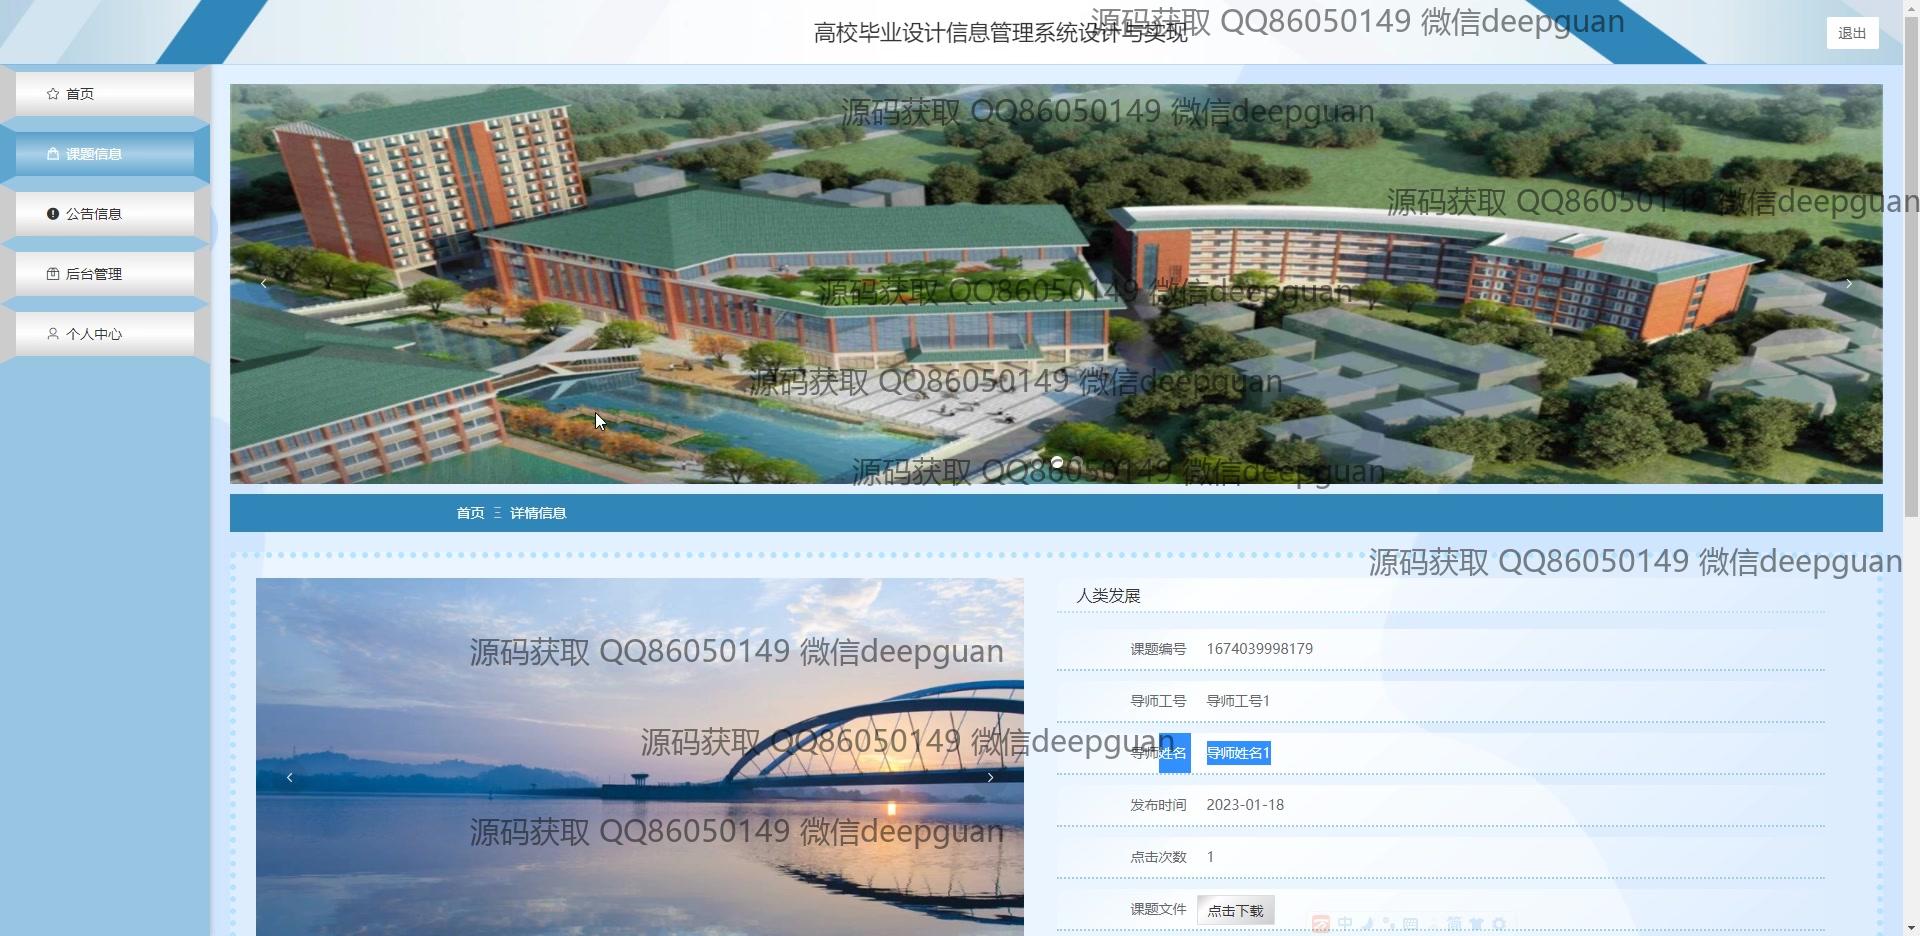 高校毕业设计信息管理系统设计与实现
源码获取 QQ86050149 微信deepguan
退出
首页
源码获取 QQ86050149 微信deepguan
课题信息
源码获取 QQ86050149 微信deepguan
公告信息
后台管理
源码获取 QQ86050149 微信deepguan
个人中心
源码获取 QQ86050149 微信deepguan
源码获取 QQ86050149 微信deepguan
首页 详情信息
源码获取 QQ86050149 微信deepguan
人类发展
源码获取 QQ86050149 微信deepguan
课题编号 1674039998179
导师工号 导师工号1
源码获取 QQ86050149 微信deepguan
导师姓名 导师姓名1
发布时间 2023-01-18
源码获取 QQ86050149 微信deepguan
点击次数 1
课题文件 点击下载
中 简